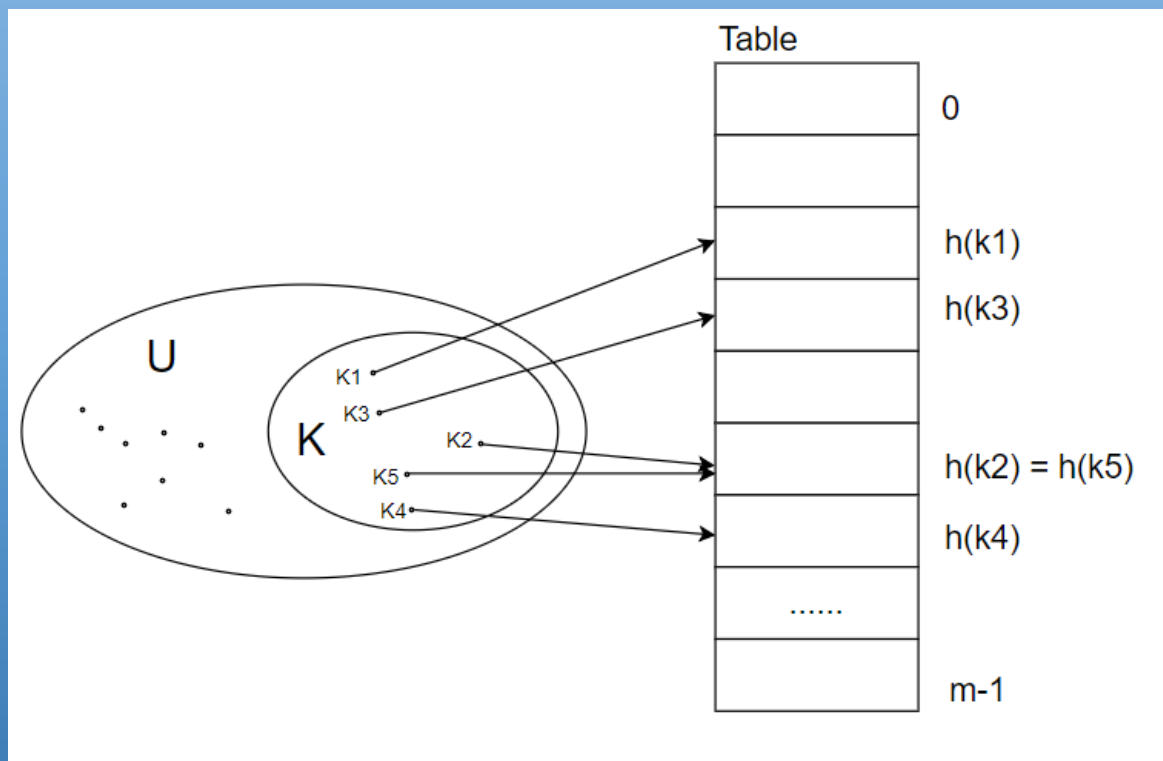 Table
0
h(k1)
h(k3)
U
K1
K3
K
K2
h(k2) = h(k5)
K5
K4
h(k4)
......
m-1